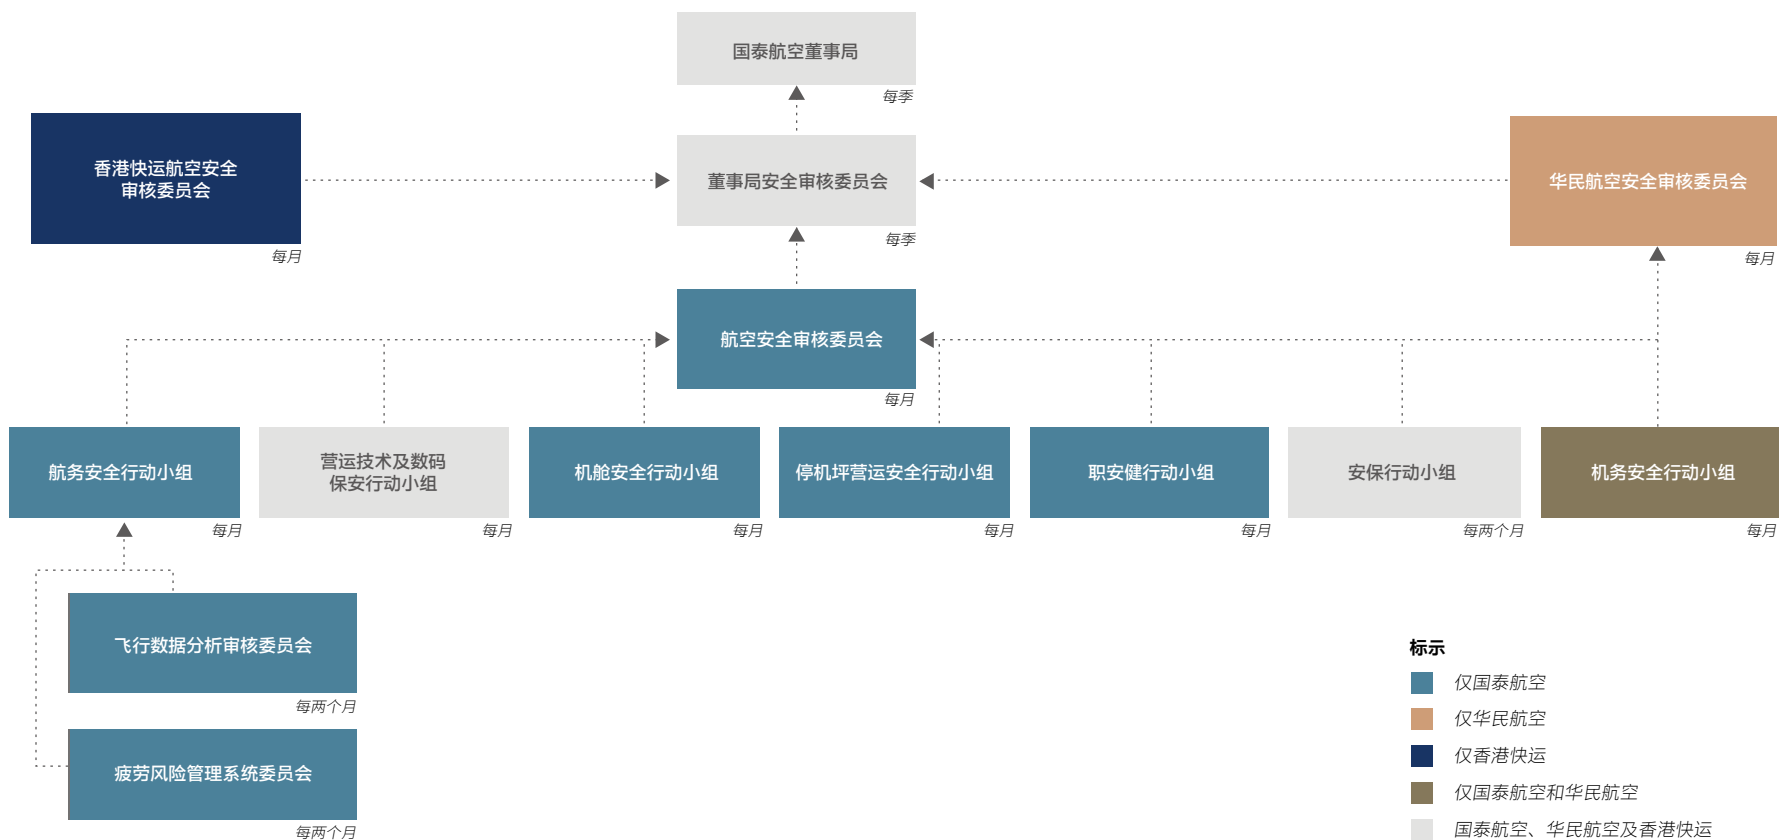 国泰航空董事局
每季
香港快运航空安全
审核委员会
每月
董事局安全审核委员会
每季
华民航空安全审核委员会
每月
航空安全审核委员会
每月
航务安全行动小组
每月
营运技术及数码
保安行动小组
每月
机舱安全行动小组
每月
停机坪营运安全行动小组
每月
职安健行动小组
每月
安保行动小组
每两个月
机务安全行动小组
每月
飞行数据分析审核委员会
每两个月
疲劳风险管理系统委员会
每两个月
标示
仅国泰航空
仅华民航空
仅香港快运
仅国泰航空和华民航空
国泰航空、华民航空及香港快运